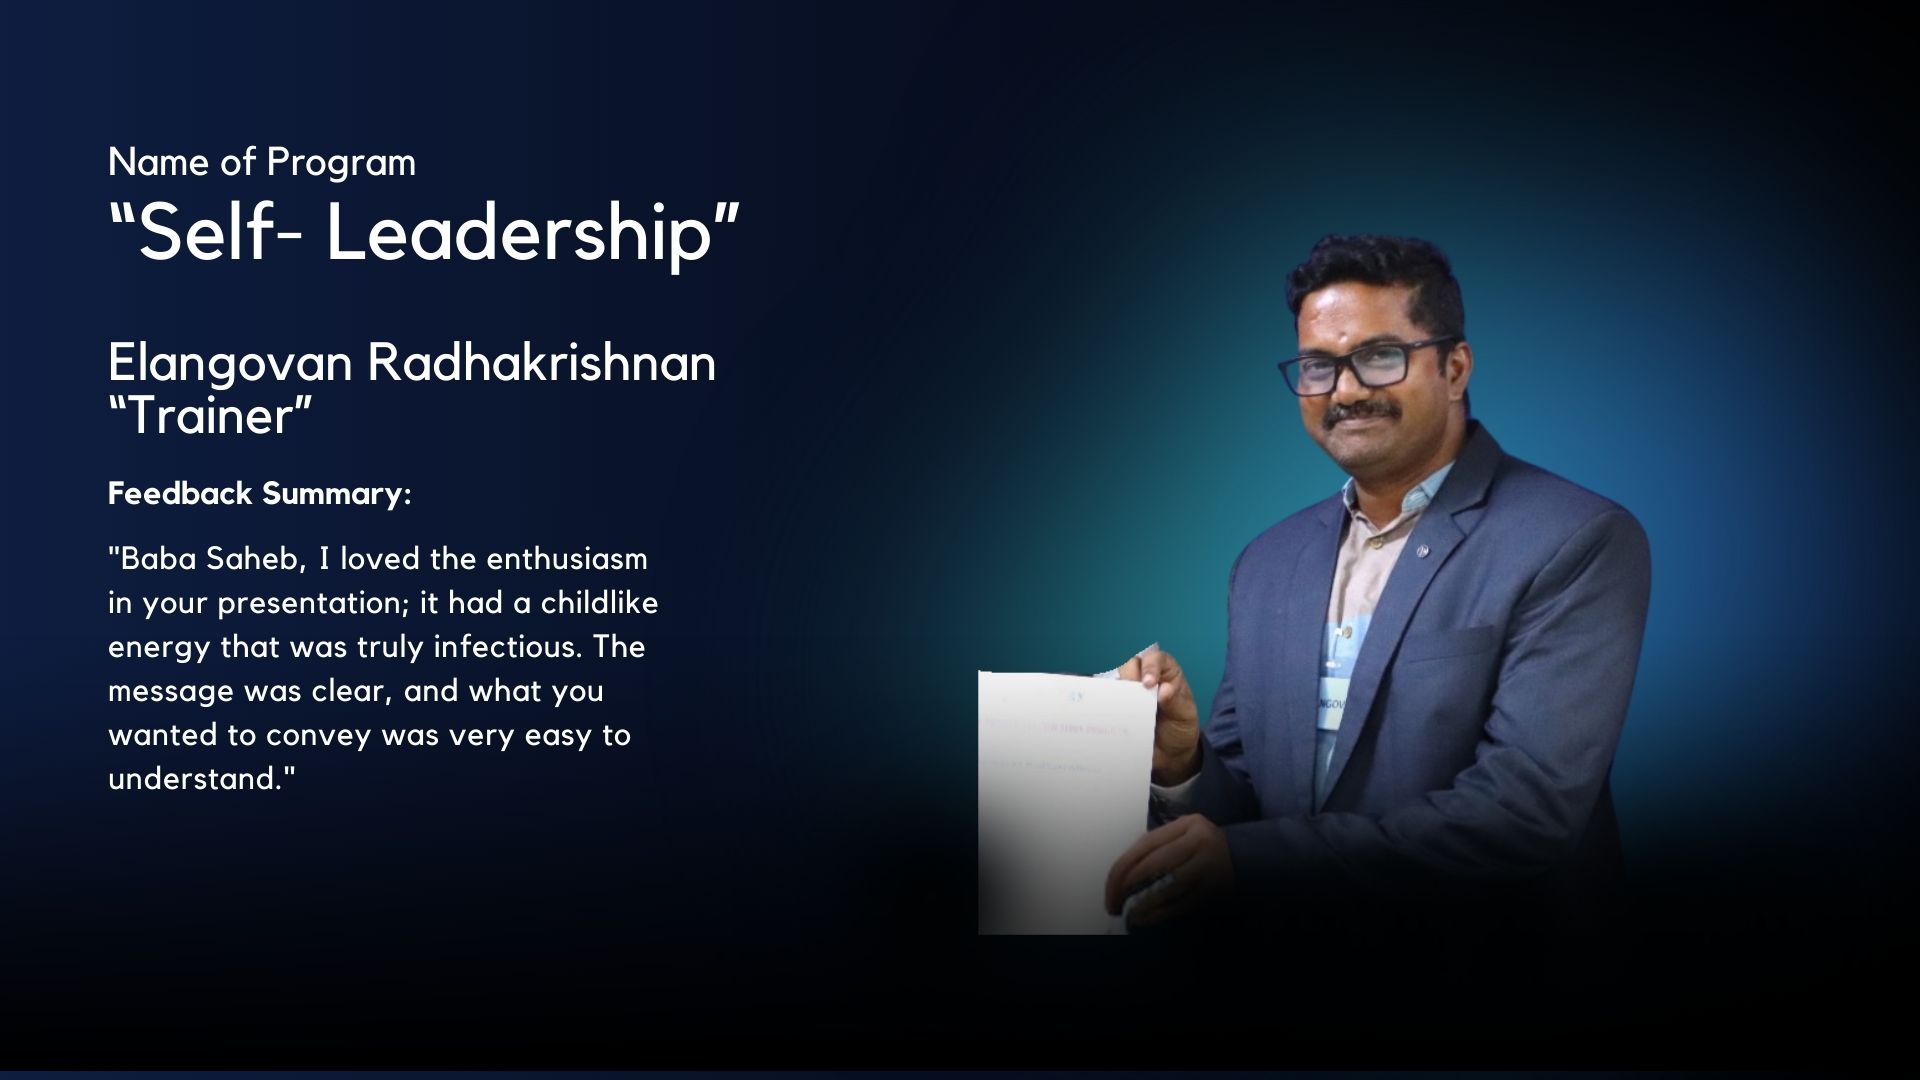 Name of Program
“Self- Leadership”
Elangovan Radhakrishnan
“Trainer”
Feedback Summary:
"Baba Saheb, I loved the enthusiasm
in your presentation; it had a childlike
energy that was truly infectious. The
message was clear, and what you
wanted to convey was very easy to
understand."
NGOV